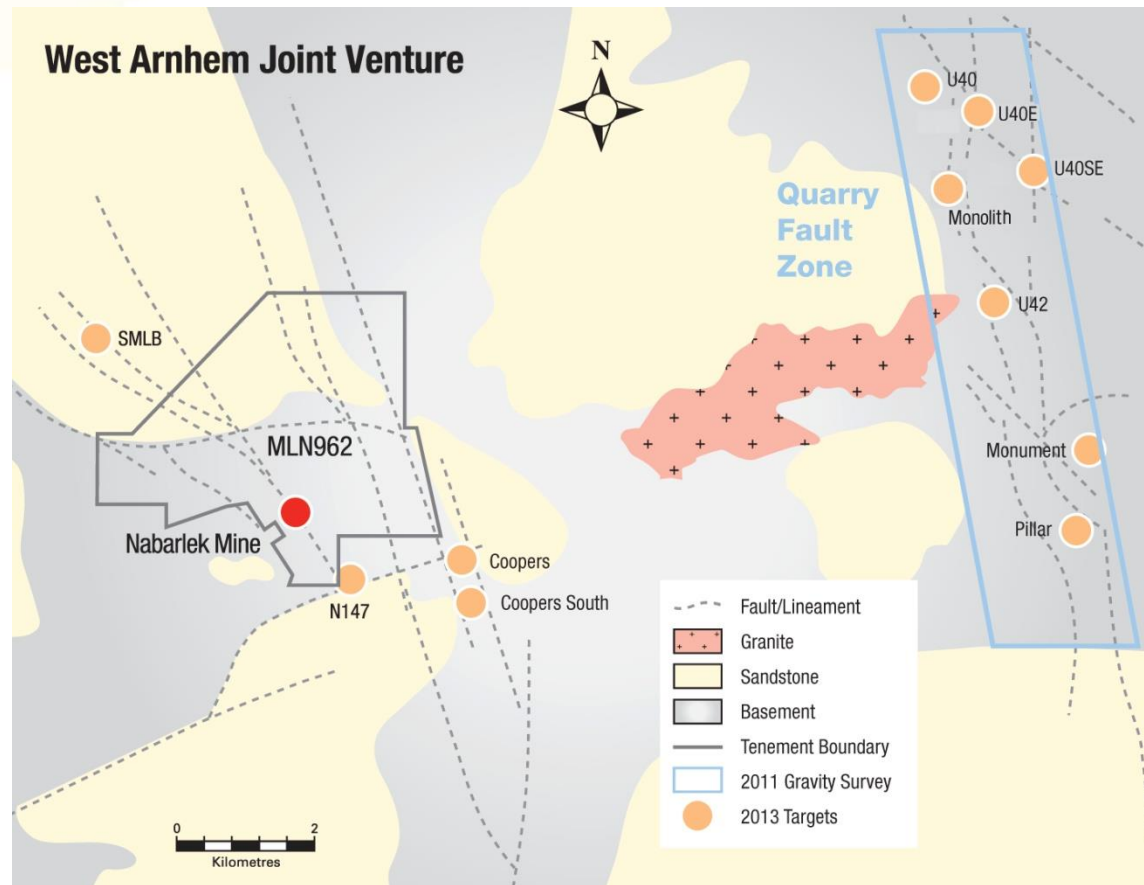 West Arnhem Joint Venture
N
U40
U40E
U40SE
Quarry
Fault
Zone
Monolith
U42
SMLB
MLN962
Monument
Nabarlek Mine
Pillar
Coopers
N147
Coopers South
Fault/Lineament
Granite
Sandstone
Basement
Tenement Boundary
2011 Gravity Survey
2013 Targets
0 2
Kilometres